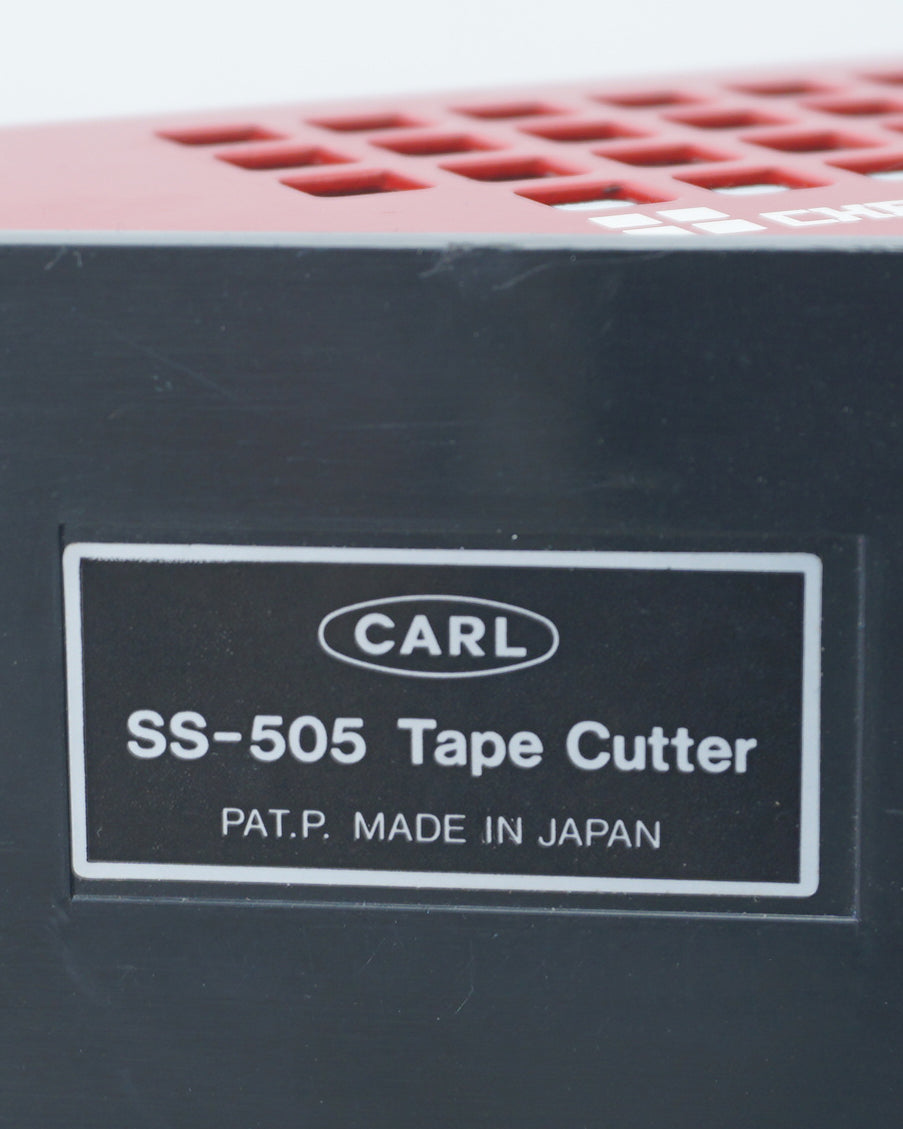 CARL
SS-505 Tape Cutter
PAT.P. MADE IN JAPAN